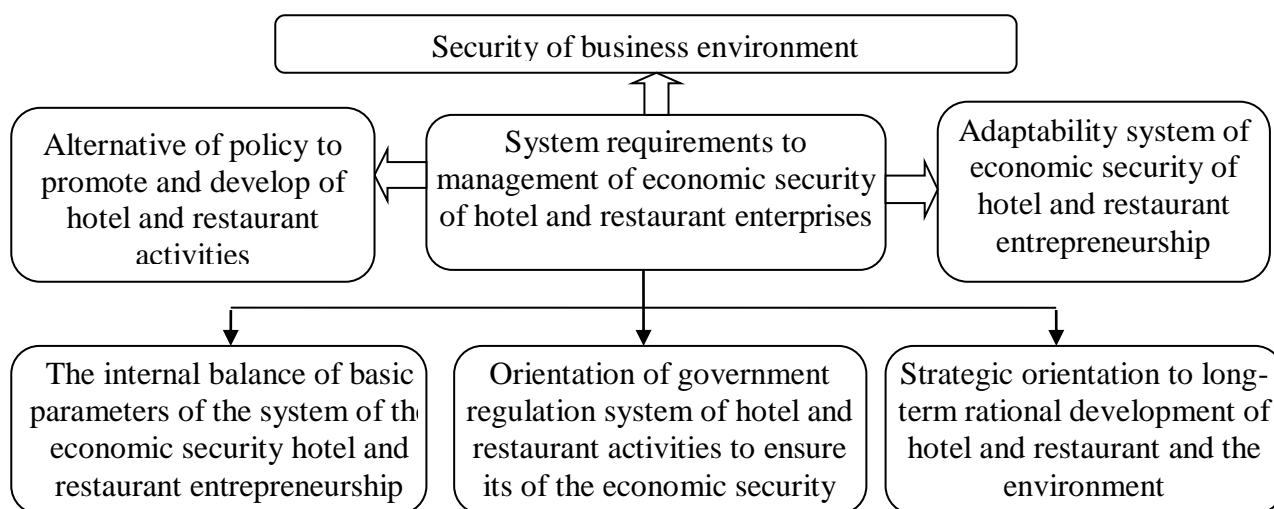 Security of business environment
Alternative of policy to
promote and develop of
hotel and restaurant
activities
System requirements to
management of economic security
of hotel and restaurant enterprises
Adaptability system of
economic security of
hotel and restaurant
entrepreneurship
The internal balance of basic
parameters of the system of the
economic security hotel and
restaurant entrepreneurship
Orientation of government
regulation system of hotel and
restaurant activities to ensure
its of the economic security
Strategic orientation to long-
term rational development of
hotel and restaurant and the
environment